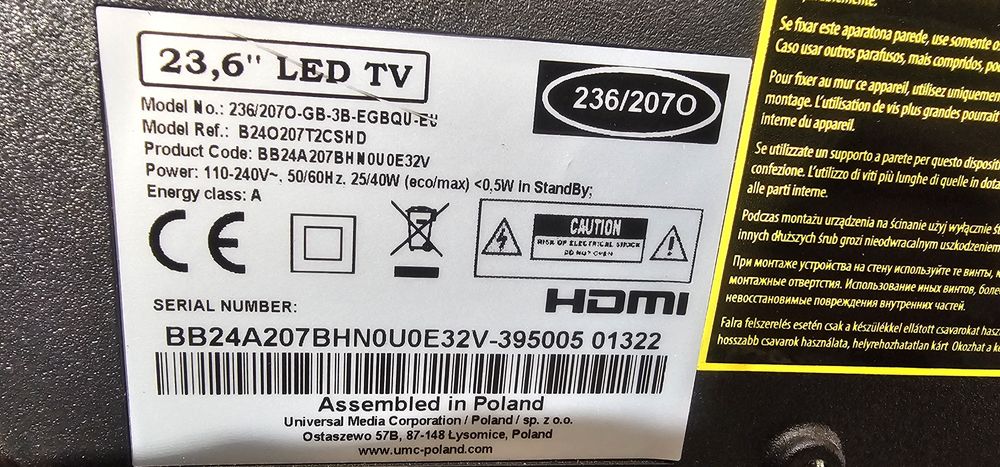 23,6" LED TV
Model No.: 236/207O-GB-3B-EGBQU-EU
Model Ref.: B24O207T2CSHD
Product Code: BB24A207BHN0U0E32V
Power: 110-240V~, 50/60Hz, 25/40W (eco/max) <0,5W in StandBy;
Energy class: A
236/207O
CE
CAUTION
RISK OF ELECTRICAL SHOCK
DO NOT OPEN
HDMI
SERIAL NUMBER:
BB24A207BHN0U0E32V-395005 01322
Assembled in Poland
Universal Media Corporation / Poland / sp. z o.o.
Ostaszewo 57B, 87-148 Łysomice, Poland
www.umc-poland.com
Se fixar este aparatona parede, use somente
Caso usar outros parafusos, mais compridos,
Pour fixer au mur ce appareil, utilisez
montage. L'utilisation de vis plus grandes pourrait
interne du appareil.
Se utilizzate un supporto a parete per questo
confezione. L'utilizzo di viti più lunghe di quelle in
alle parti interne.
Podczas montażu urządzenia na ścinanie użyj wyłącznie
innych dłuższych śrub grozi nieodwracalnym
При монтаже устройства на стену используйте те винты,
монтажные отверстия. Использование иных винтов,
невосстановимые повреждения внутренних частей.
Falra felszerelés esetén csak a készülékkel ellátott csavarokat
hosszabb csavarok használata, helyrehozhatlan kárt Okozhat a